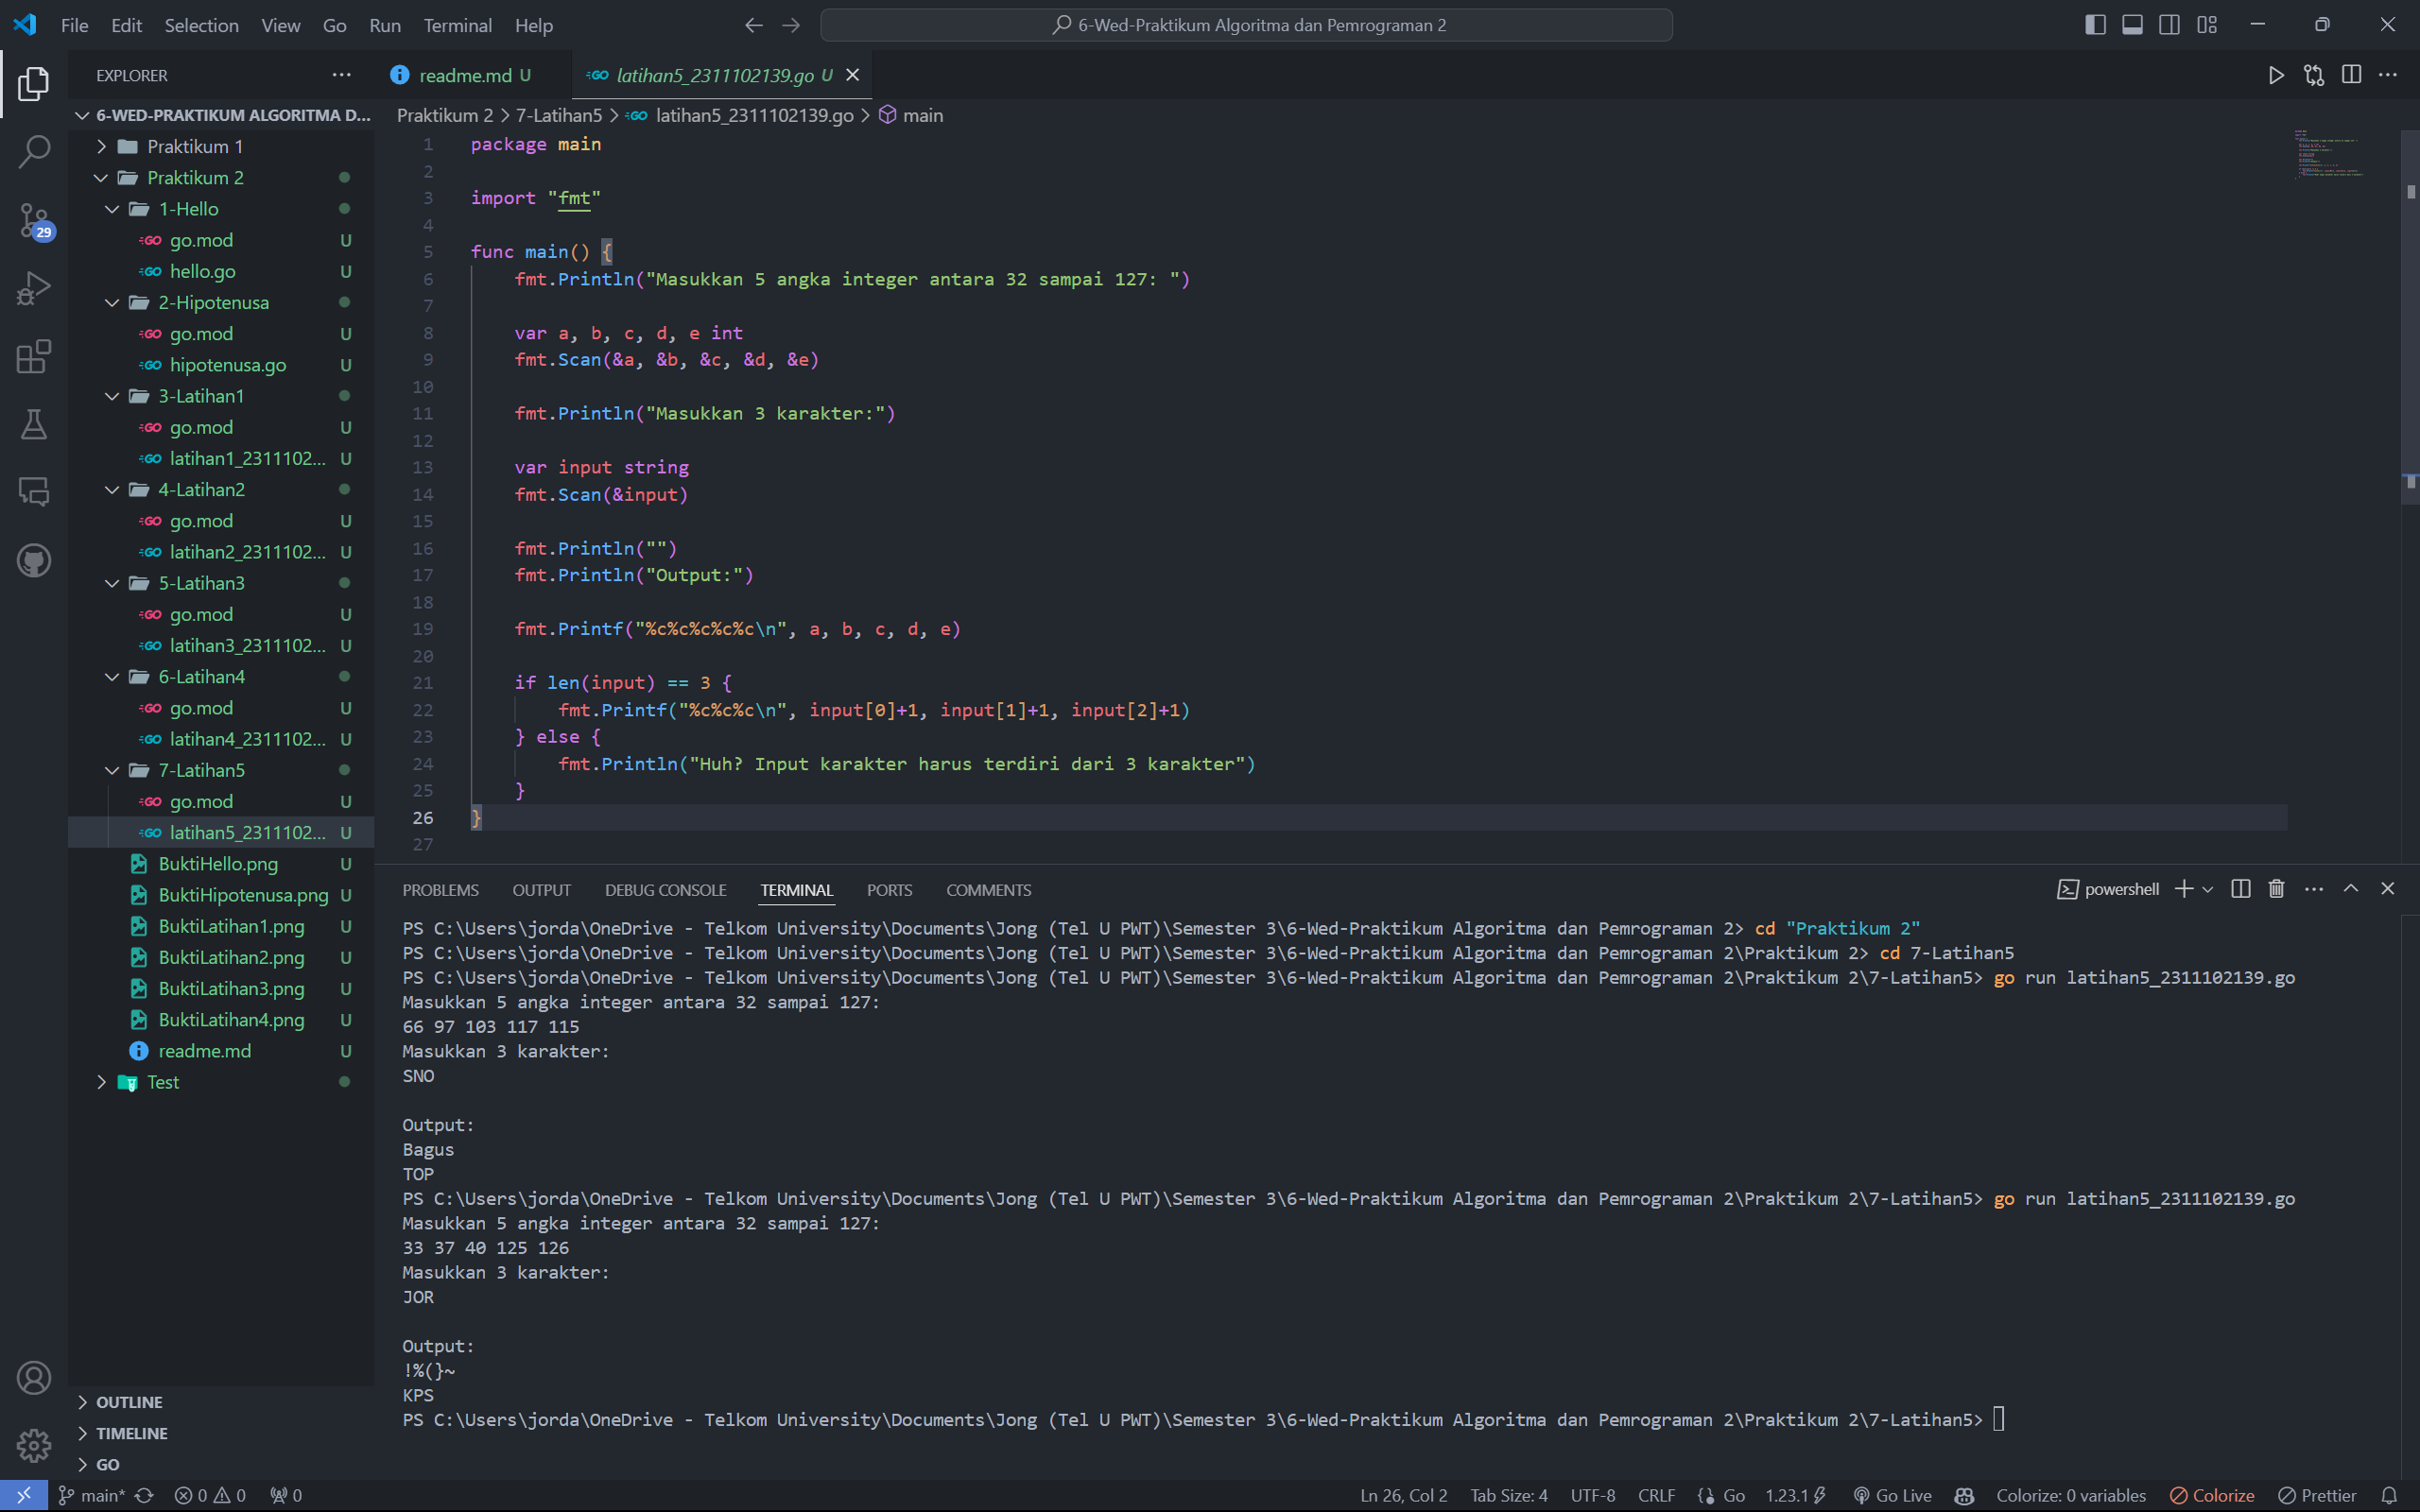 File Edit Selection View Go Run Terminal Help
6-Wed-Praktikum Algoritma dan Pemrograman 2
EXPLORER
6-WED-PRAKTIKUM ALGORITMA D...
Praktikum 1
Praktikum 2
1-Hello
go.mod U
hello.go U
2-Hipotenusa
go.mod U
hipotenusa.go U
3-Latihan1
go.mod U
latihan1_2311102... U
4-Latihan2
go.mod U
latihan2_2311102... U
5-Latihan3
go.mod U
latihan3_2311102... U
6-Latihan4
go.mod U
latihan4_2311102... U
7-Latihan5
go.mod U
latihan5_2311102... U
BuktiHello.png U
BuktiHipotenusa.png U
BuktiLatihan1.png U
BuktiLatihan2.png U
BuktiLatihan3.png U
BuktiLatihan4.png U
readme.md U
Test
OUTLINE
TIMELINE
GO
29
readme.md U
latihan5_2311102139.go U
Praktikum 2 > 7-Latihan5 > latihan5_2311102139.go > main
1 package main
2
3 import "fmt"
4
5 func main() {
6 fmt.Println("Masukkan 5 angka integer antara 32 sampai 127: ")
7
8 var a, b, c, d, e int
9 fmt.Scan(&a, &b, &c, &d, &e)
10
11 fmt.Println("Masukkan 3 karakter:")
12
13 var input string
14 fmt.Scan(&input)
15
16 fmt.Println("")
17 fmt.Println("Output:")
18
19 fmt.Printf("%c%c%c%c%c\n", a, b, c, d, e)
20
21 if len(input) == 3 {
22 fmt.Printf("%c%c%c\n", input[0]+1, input[1]+1, input[2]+1)
23 } else {
24 fmt.Println("Huh? Input karakter harus terdiri dari 3 karakter")
25 }
26 }
27
PROBLEMS OUTPUT DEBUG CONSOLE TERMINAL PORTS COMMENTS
powershell
PS C:\Users\jorda\OneDrive - Telkom University\Documents\Jong (Tel U PWT)\Semester 3\6-Wed-Praktikum Algoritma dan Pemrograman 2> cd "Praktikum 2"
PS C:\Users\jorda\OneDrive - Telkom University\Documents\Jong (Tel U PWT)\Semester 3\6-Wed-Praktikum Algoritma dan Pemrograman 2\Praktikum 2> cd 7-Latihan5
PS C:\Users\jorda\OneDrive - Telkom University\Documents\Jong (Tel U PWT)\Semester 3\6-Wed-Praktikum Algoritma dan Pemrograman 2\Praktikum 2\7-Latihan5> go run latihan5_2311102139.go
Masukkan 5 angka integer antara 32 sampai 127:
66 97 103 117 115
Masukkan 3 karakter:
SNO

Output:
Bagus
TOP
PS C:\Users\jorda\OneDrive - Telkom University\Documents\Jong (Tel U PWT)\Semester 3\6-Wed-Praktikum Algoritma dan Pemrograman 2\Praktikum 2\7-Latihan5> go run latihan5_2311102139.go
Masukkan 5 angka integer antara 32 sampai 127:
33 37 40 125 126
Masukkan 3 karakter:
JOR

Output:
!%(}~
KPS
PS C:\Users\jorda\OneDrive - Telkom University\Documents\Jong (Tel U PWT)\Semester 3\6-Wed-Praktikum Algoritma dan Pemrograman 2\Praktikum 2\7-Latihan5>
main* 0 0 0 Ln 26, Col 2 Tab Size: 4 UTF-8 CRLF Go 1.23.1 Go Live Colorize: 0 variables Colorize Prettier